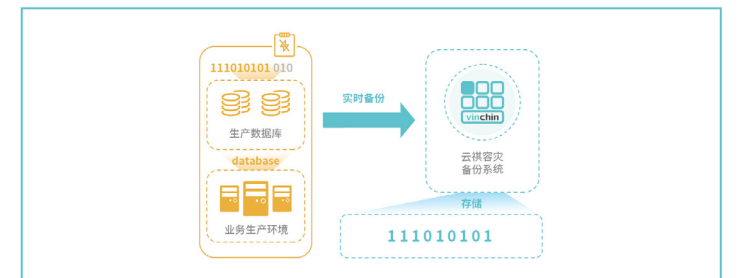 111010101 010
实时备份
vinchin
生产数据库
云祺容灾
备份系统
database
存储
业务生产环境
111010101